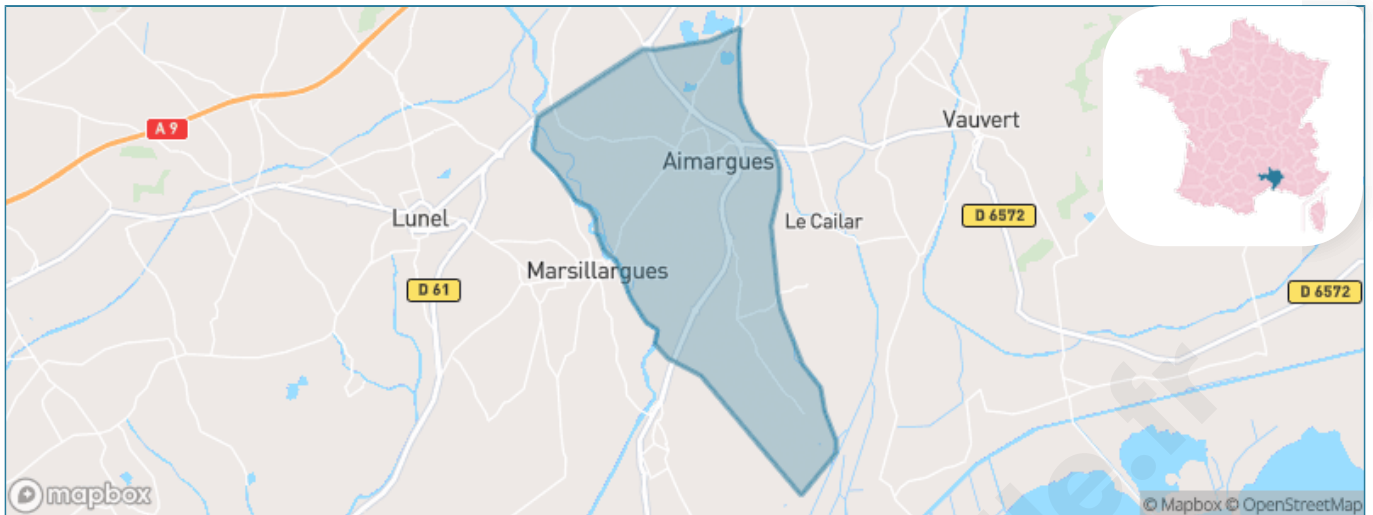 A 9
Vauvert
Aimargues
D 6572
Lunel
Le Cailar
Marsillargues
D 61
D 6572
mapbox
© Mapbox © OpenStreetMap